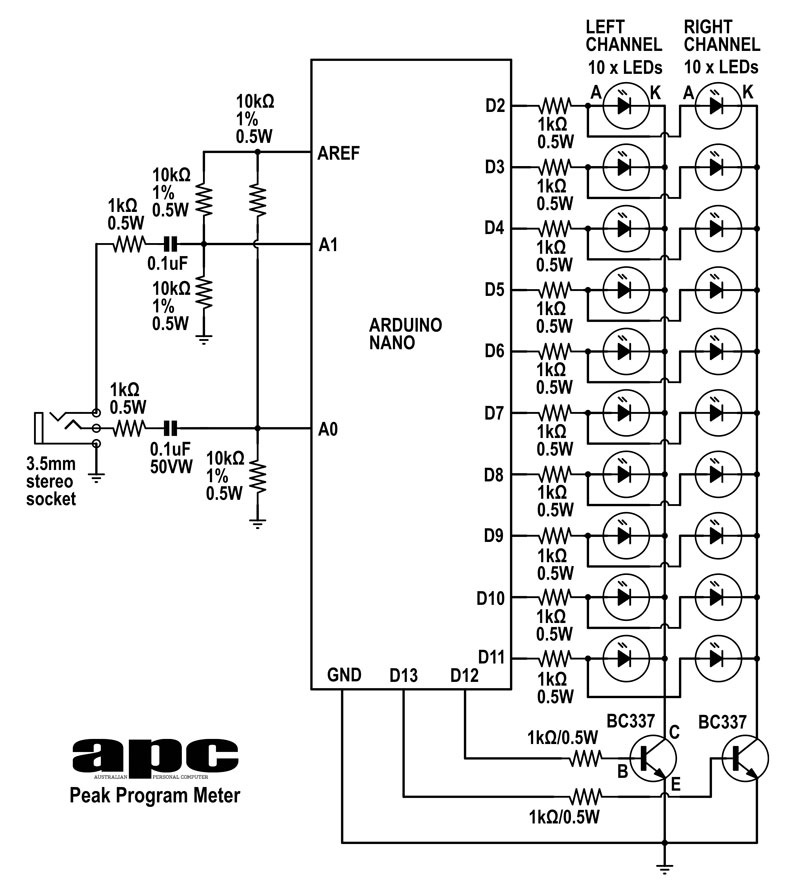 LEFT
CHANNEL
10 x LEDs
RIGHT
CHANNEL
10 x LEDs
A
K
A
K
10kΩ
1%
0.5W
AREF
10kΩ
1%
0.5W
1kΩ
0.5W
0.1uF
A1
10kΩ
1%
0.5W
ARDUINO
NANO
1kΩ
0.5W
0.1uF
50VW
A0
10kΩ
1%
0.5W
3.5mm
stereo
socket
D2
1kΩ
0.5W
D3
1kΩ
0.5W
D4
1kΩ
0.5W
D5
1kΩ
0.5W
D6
1kΩ
0.5W
D7
1kΩ
0.5W
D8
1kΩ
0.5W
D9
1kΩ
0.5W
D10
1kΩ
0.5W
D11
1kΩ
0.5W
GND
D13
D12
BC337
BC337
C
B
E
1kΩ/0.5W
1kΩ/0.5W
apc
AUSTRALIAN PERSONAL COMPUTER
Peak Program Meter